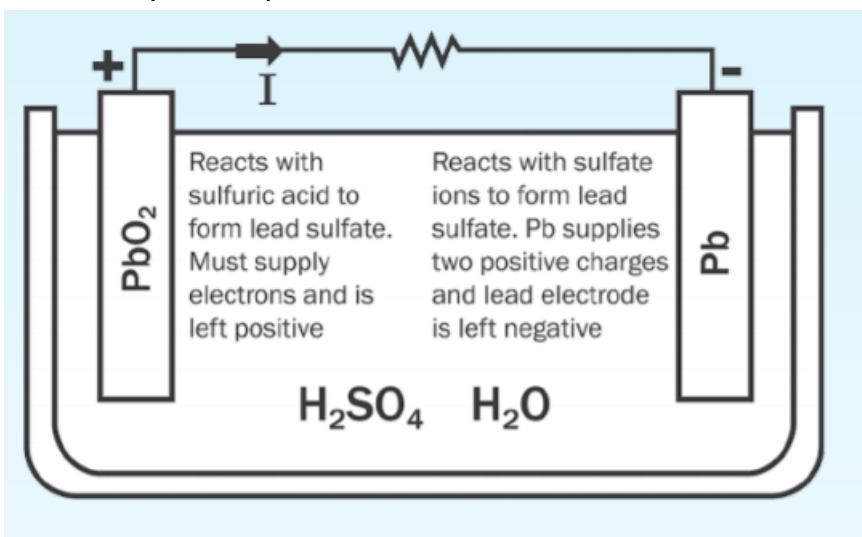 +
-
I
Reacts with
sulfuric acid to
form lead sulfate.
Must supply
electrons and is
left positive
Reacts with sulfate
ions to form lead
sulfate. Pb supplies
two positive charges
and lead electrode
is left negative
PbO₂
Pb
H₂SO₄ H₂O